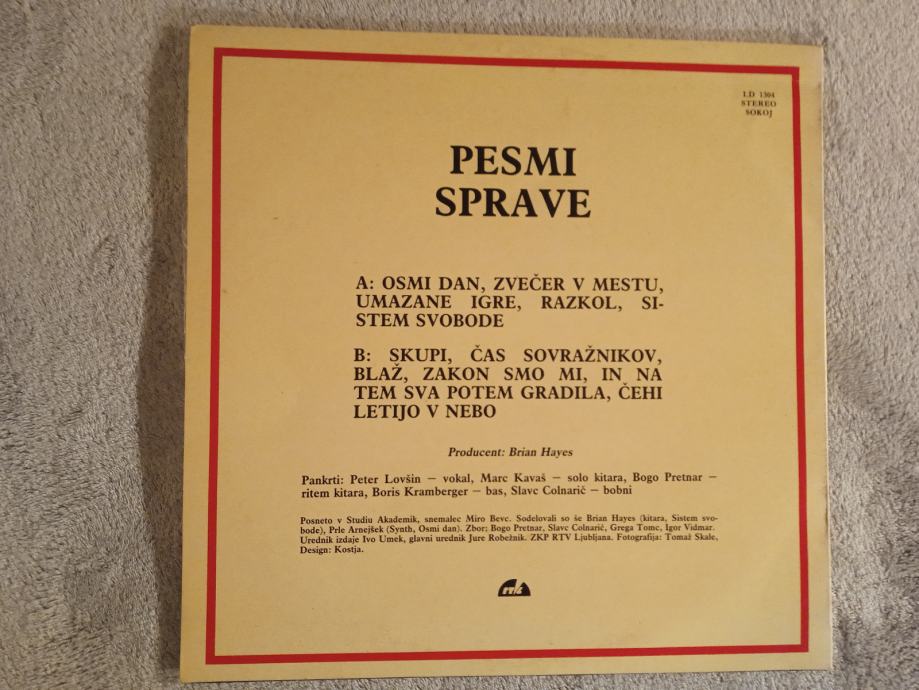 LD 1304
STEREO
SOKOJ
PESMI
SPRAVE
A: OSMI DAN, ZVEČER V MESTU,
UMAZANE IGRE, RAZKOL, SI-
STEM SVOBODE
B: SKUPI, ČAS SOVRAŽNIKOV,
BLAŽ, ZAKON SMO MI, IN NA
TEM SVA POTEM GRADILA, ČEHI
LETIJO V NEBO
Producent: Brian Hayes
Pankrti: Peter Lovšin — vokal, Marc Kavaš — solo kitara, Bogo Pretnar —
ritem kitara, Boris Kramberger — bas, Slavc Colnarič — bobni
Posneto v Studiu Akademik, snemalec Miro Bevc. Sodelovali so še Brian Hayes (kitara, Sistem svo-
bode), Prle Arnejšek (Synth, Osmi dan). Zbor: Bogo Pretnar, Slavc Colnarič, Grega Tomc, Igor Vidmar.
Urednik izdaje Ivo Umek, glavni urednik Jure Robežnik. ZKP RTV Ljubljana. Fotografija: Tomaž Skale,
Design: Kostja.